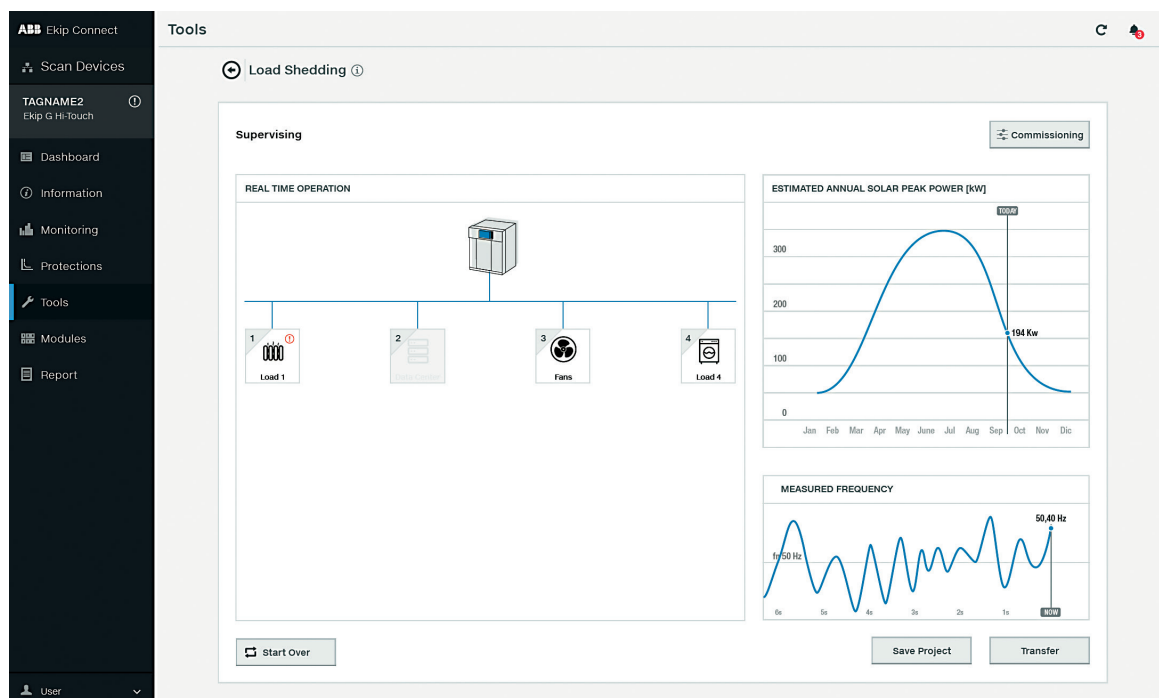 ABB Ekip Connect
Tools
3
Scan Devices
Load Shedding
TAGNAME2
Ekip G Hi-Touch
Dashboard
Information
Monitoring
Protections
Tools
Modules
Report
User
Supervising
Commissioning
REAL TIME OPERATION
1
Load 1
2
3
Fans
4
Load 4
ESTIMATED ANNUAL SOLAR PEAK POWER [kW]
TODAY
300
200
194 Kw
100
0
Jan Feb Mar Apr May June Jul Aug Sep Oct Nov Dic
MEASURED FREQUENCY
50,40 Hz
fn 50 Hz
6s 5s 4s 3s 2s 1s NOW
Start Over
Save Project
Transfer